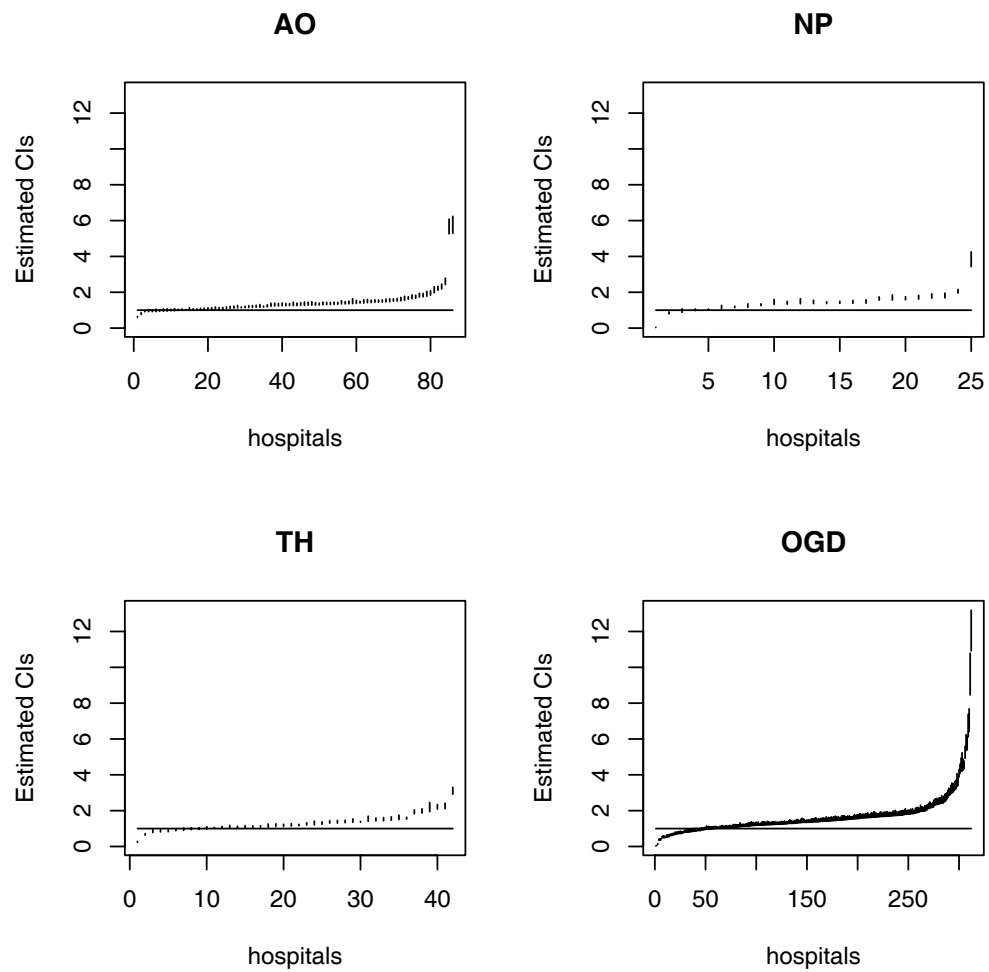 AO
Estimated CIs
0 2 4 6 8 12
0 20 40 60 80
hospitals
NP
Estimated CIs
0 2 4 6 8 12
5 10 15 20 25
hospitals
TH
Estimated CIs
0 2 4 6 8 12
0 10 20 30 40
hospitals
OGD
Estimated CIs
0 2 4 6 8 12
0 50 150 250
hospitals